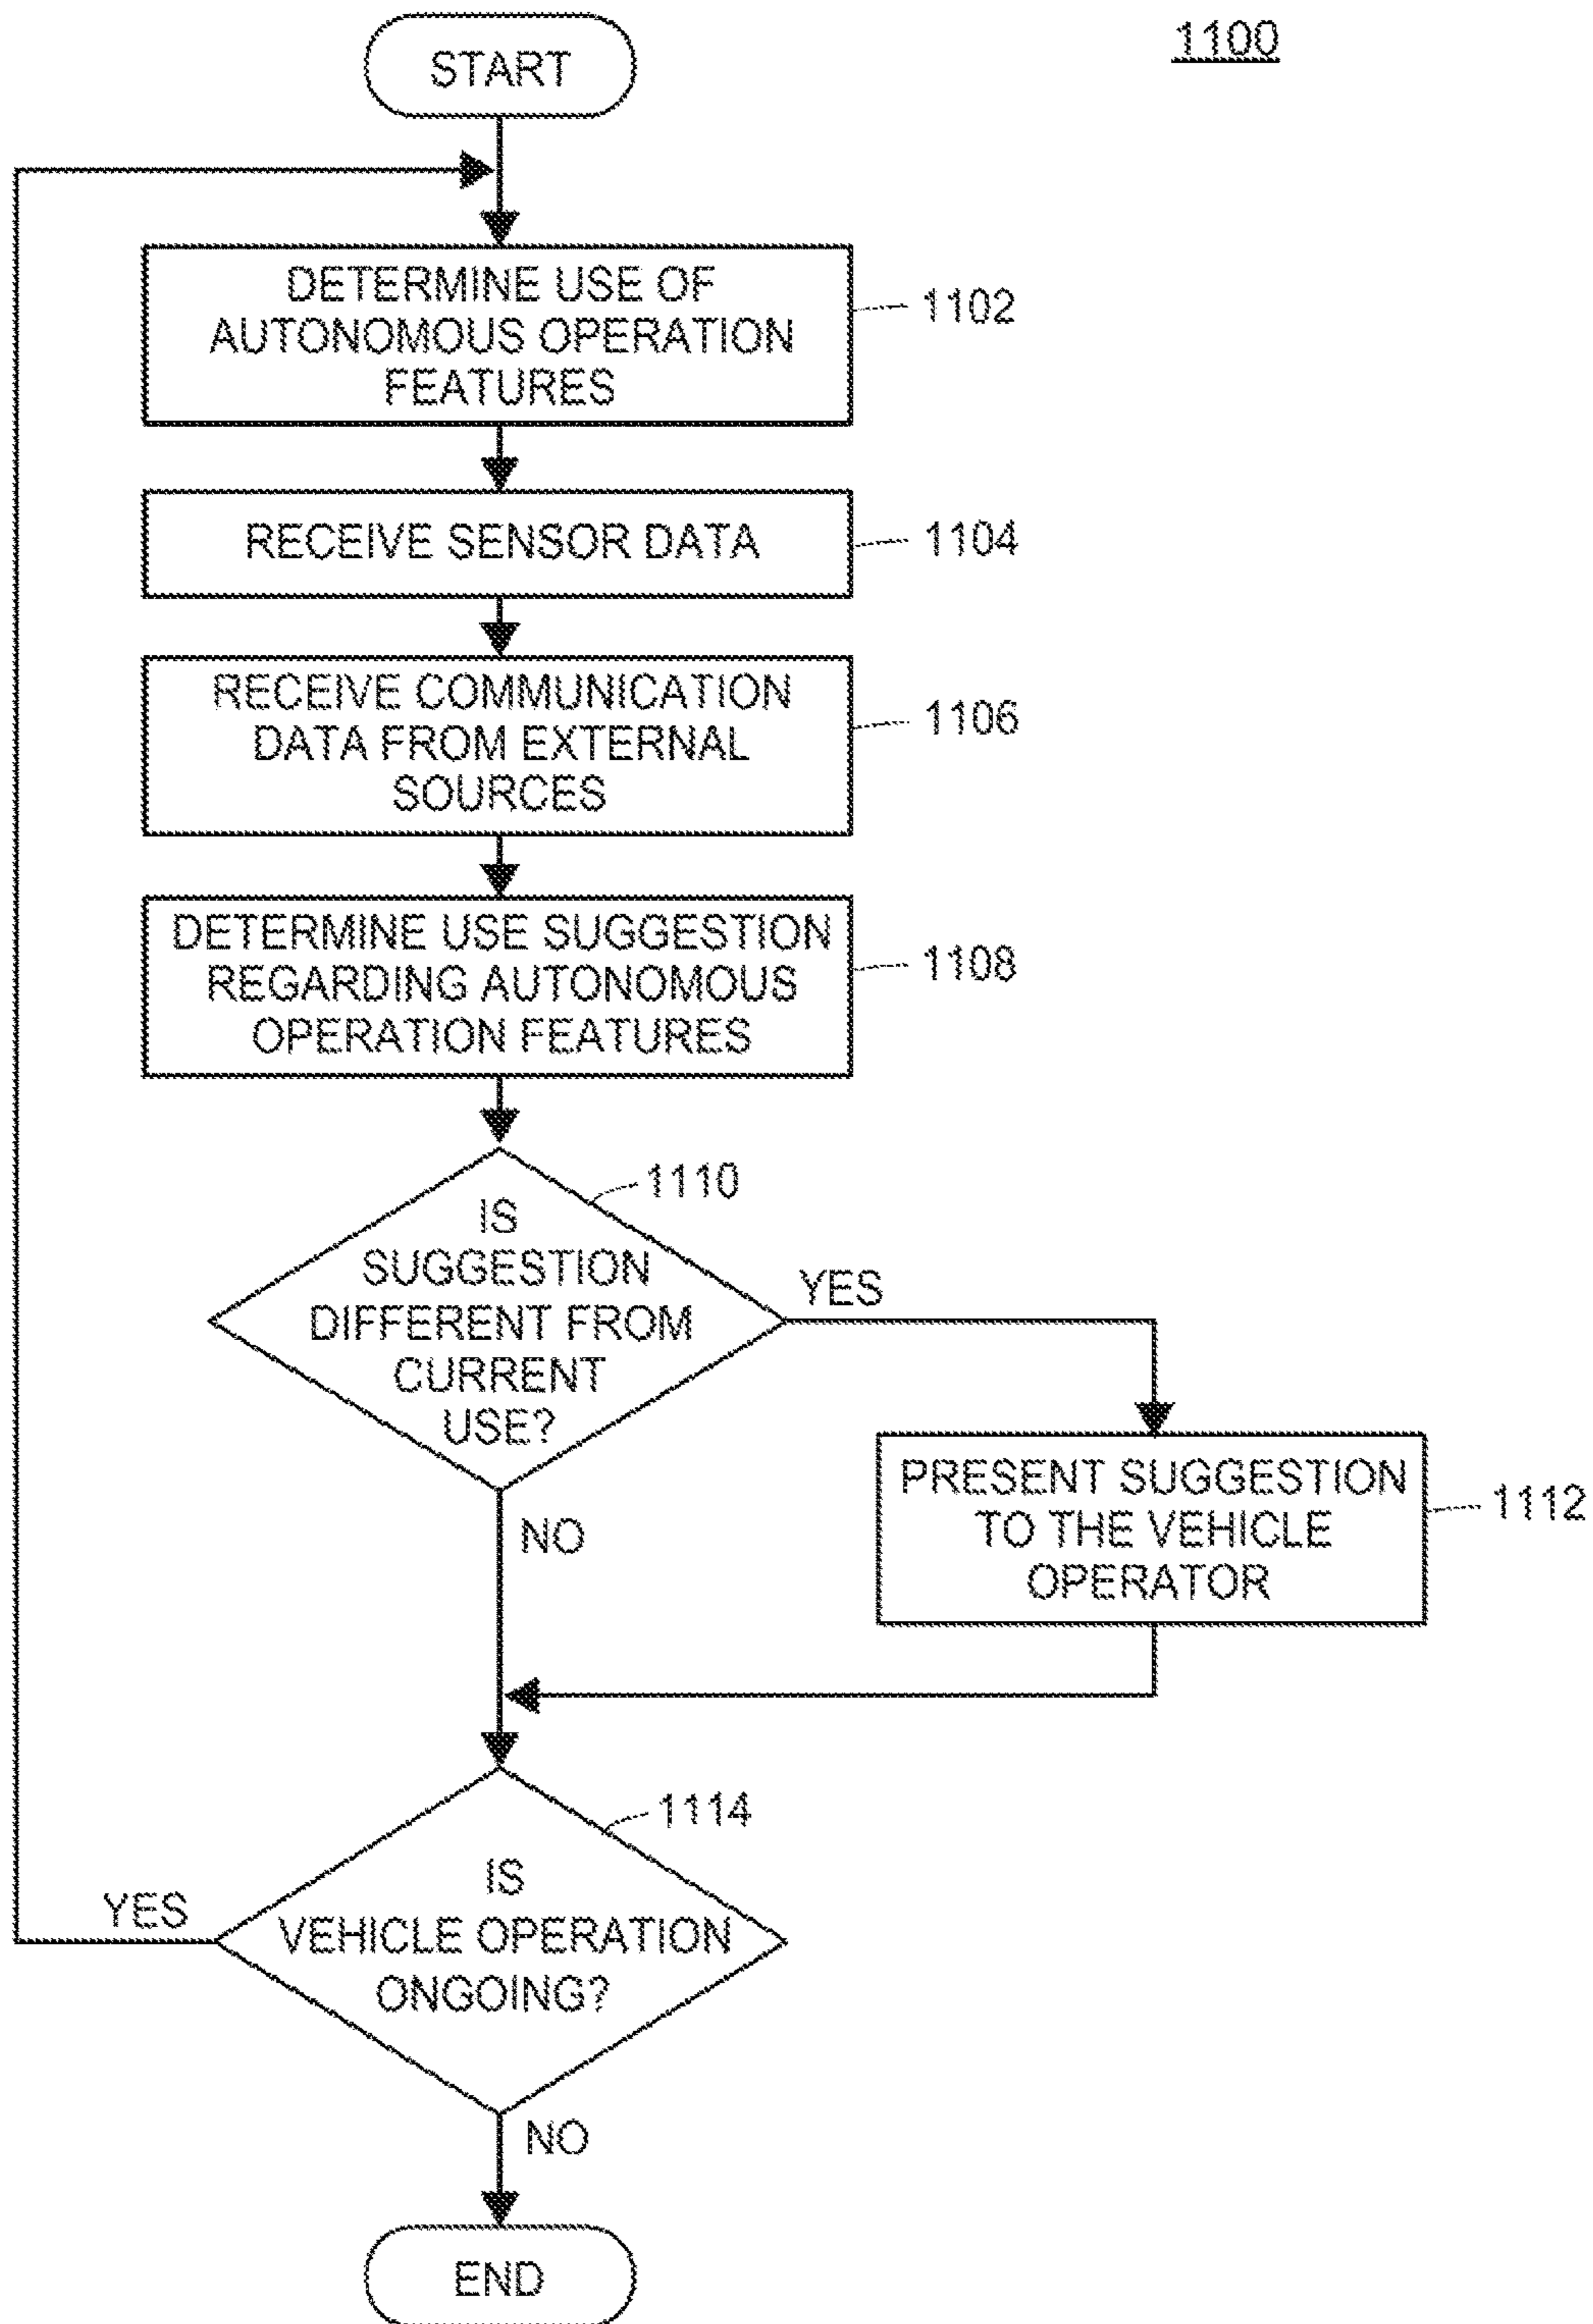 1100
START
DETERMINE USE OF
AUTONOMOUS OPERATION
FEATURES
1102
RECEIVE SENSOR DATA
1104
RECEIVE COMMUNICATION
DATA FROM EXTERNAL
SOURCES
1106
DETERMINE USE SUGGESTION
REGARDING AUTONOMOUS
OPERATION FEATURES
1108
1110
IS
SUGGESTION
DIFFERENT FROM
CURRENT
USE?
YES
NO
PRESENT SUGGESTION
TO THE VEHICLE
OPERATOR
1112
1114
IS
VEHICLE OPERATION
ONGOING?
YES
NO
END